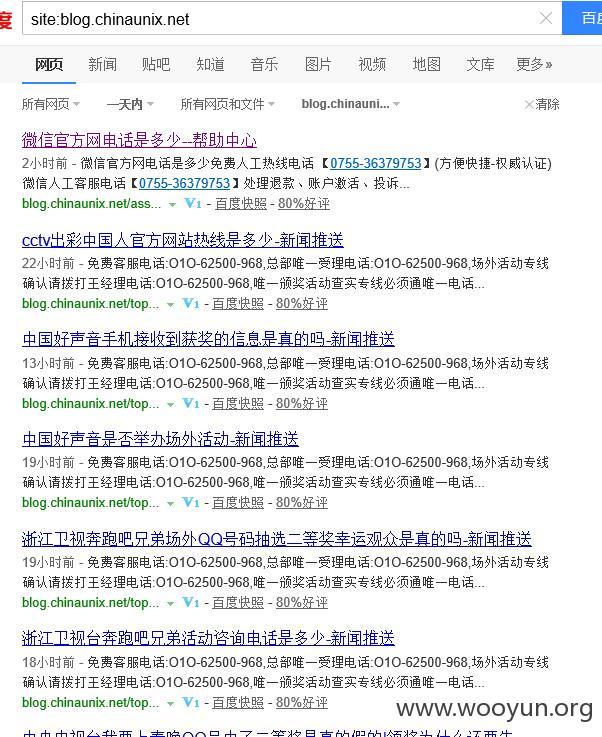 度
site:blog.chinaunix.net
百
网页 新闻 贴吧 知道 音乐 图片 视频 地图 文库 更多»
所有网页 一天内 所有网页和文件 blog.chinauni... 清除
微信官方网电话是多少--帮助中心
2小时前 - 微信官方网电话是多少免费人工热线电话 【0755-36379753】(方便快捷-权威认证)
微信人工客服电话【0755-36379753】处理退款、账户激活、投诉...
blog.chinaunix.net/ass... V1 - 百度快照 - 80%好评
cctv出彩中国人官方网站热线是多少-新闻推送
22小时前 - 免费客服电话:O1O-62500-968,总部唯一受理电话:O1O-62500-968,场外活动专线
确认请拨打王经理电话:O1O-62500-968,唯一颁奖活动查实专线必须通唯一电话...
blog.chinaunix.net/top... V1 - 百度快照 - 80%好评
中国好声音手机接收到获奖的信息是真的吗-新闻推送
13小时前 - 免费客服电话:O1O-62500-968,总部唯一受理电话:O1O-62500-968,场外活动专线
确认请拨打王经理电话:O1O-62500-968,唯一颁奖活动查实专线必须通唯一电话...
blog.chinaunix.net/top... V1 - 百度快照 - 80%好评
中国好声音是否举办场外活动-新闻推送
19小时前 - 免费客服电话:O1O-62500-968,总部唯一受理电话:O1O-62500-968,场外活动专线
确认请拨打王经理电话:O1O-62500-968,唯一颁奖活动查实专线必须通唯一电话...
blog.chinaunix.net/top... V1 - 百度快照 - 80%好评
浙江卫视奔跑吧兄弟场外QQ号码抽选二等奖幸运观众是真的吗-新闻推送
19小时前 - 免费客服电话:O1O-62500-968,总部唯一受理电话:O1O-62500-968,场外活动专线
确认请拨打王经理电话:O1O-62500-968,唯一颁奖活动查实专线必须通唯一电话...
blog.chinaunix.net/top... V1 - 百度快照 - 80%好评
浙江卫视台奔跑吧兄弟活动咨询电话是多少-新闻推送
18小时前 - 免费客服电话:O1O-62500-968,总部唯一受理电话:O1O-62500-968,场外活动专线
确认请拨打王经理电话:O1O-62500-968,唯一颁奖活动查实专线必须通唯一电话...
blog.chinaunix.net/top... V1 - 百度快照 - 80%好评
www.wooyun.org